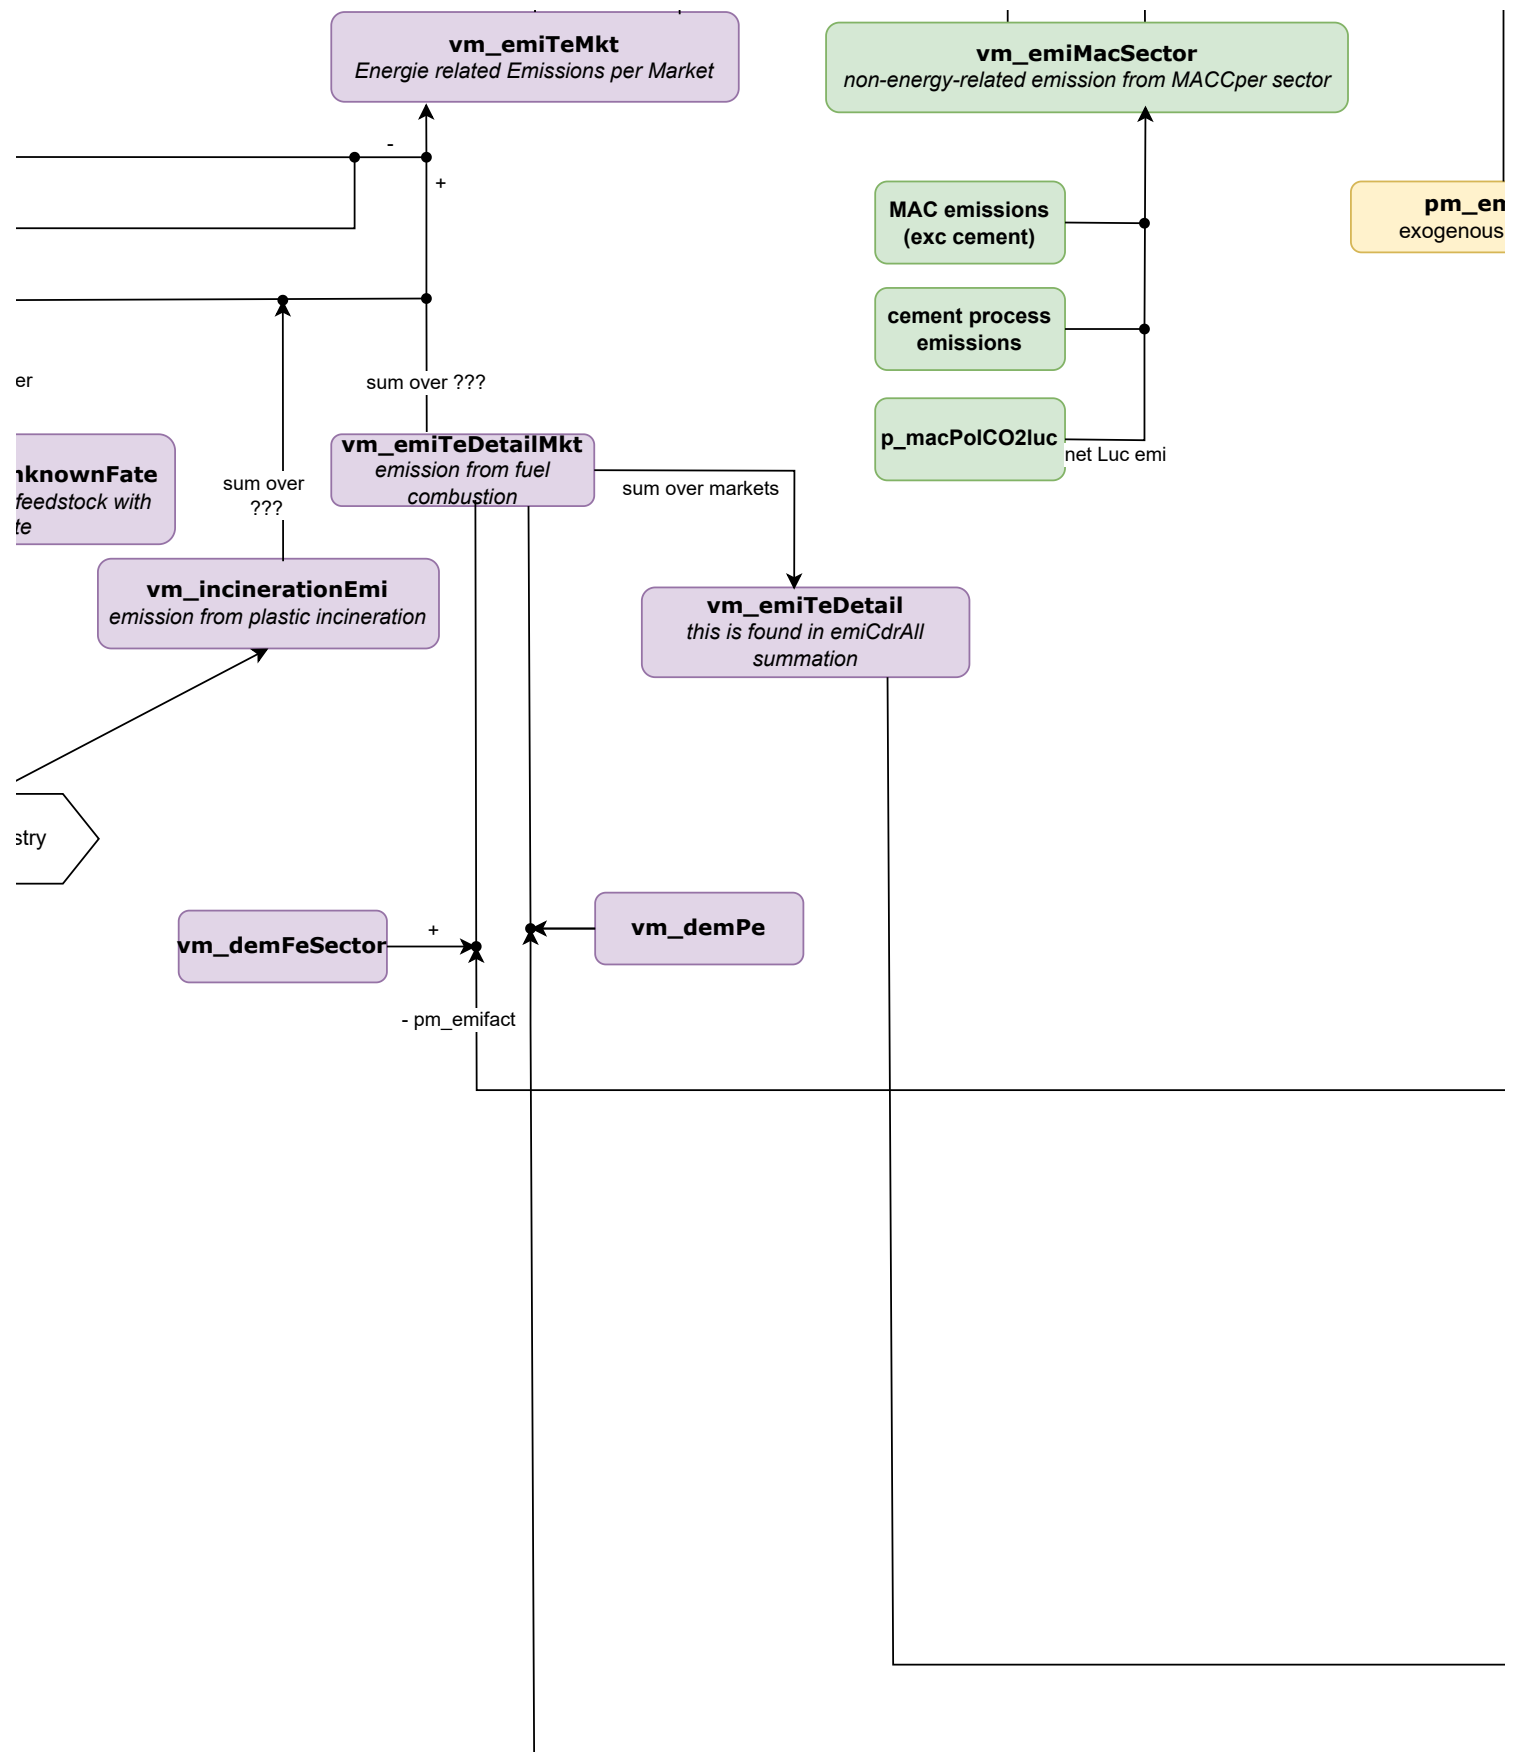 vm_emiTeMkt
Energie related Emissions per Market
vm_emiMacSector
non-energy-related emission from MACCper sector
-
+
MAC emissions
(exc cement)
pm_en
exogenous
cement process
emissions
er
sum over ???
p_macPolCO2luc
net Luc emi
vm_emiTeDetailMkt
emission from fuel
combustion
nknownFate
feedstock with
te
sum over
???
sum over markets
vm_incinerationEmi
emission from plastic incineration
vm_emiTeDetail
this is found in emiCdrAll
summation
stry
vm_demFeSector
+
vm_demPe
- pm_emifact